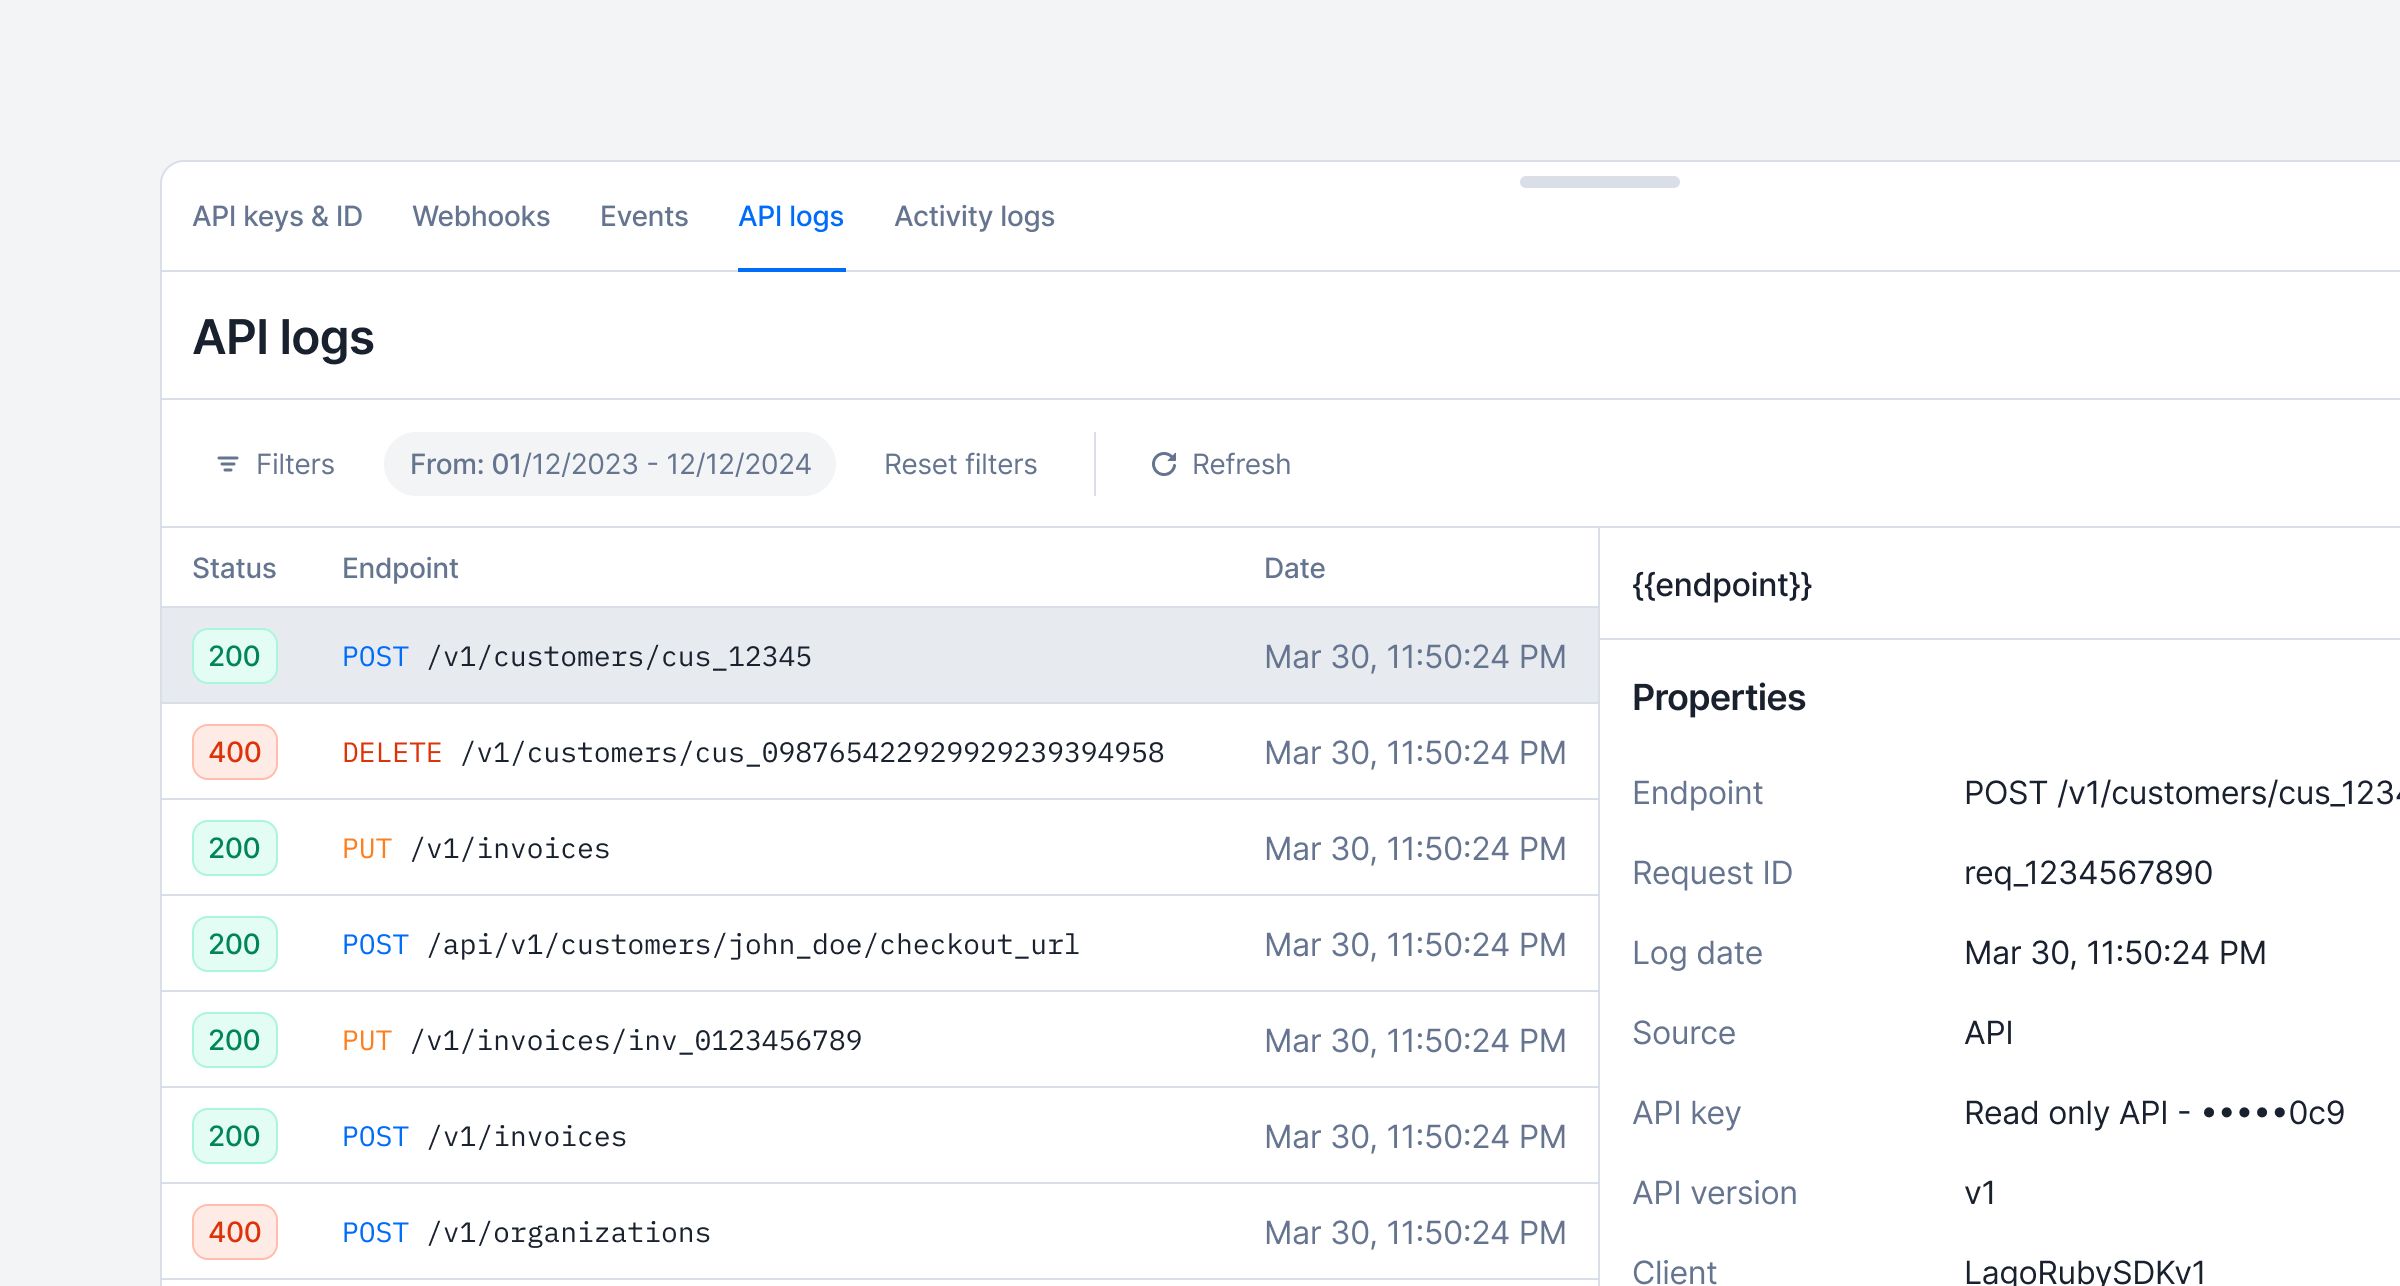 API keys & ID Webhooks Events API logs Activity logs
API logs
Filters From: 01/12/2023 - 12/12/2024 Reset filters Refresh
Status Endpoint Date
200 POST /v1/customers/cus_12345 Mar 30, 11:50:24 PM
400 DELETE /v1/customers/cus_098765422929929239394958 Mar 30, 11:50:24 PM
200 PUT /v1/invoices Mar 30, 11:50:24 PM
200 POST /api/v1/customers/john_doe/checkout_url Mar 30, 11:50:24 PM
200 PUT /v1/invoices/inv_0123456789 Mar 30, 11:50:24 PM
200 POST /v1/invoices Mar 30, 11:50:24 PM
400 POST /v1/organizations Mar 30, 11:50:24 PM
{{endpoint}}
Properties
Endpoint POST /v1/customers/cus_1234
Request ID req_1234567890
Log date Mar 30, 11:50:24 PM
Source API
API key Read only API - •••••0c9
API version v1
Client LagoRubySDKv1